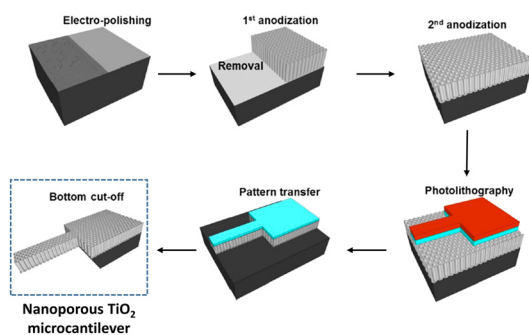 Electro-polishing
1st anodization
2nd anodization
Removal
Photolithography
Pattern transfer
Bottom cut-off
Nanoporous TiO2
microcantilever